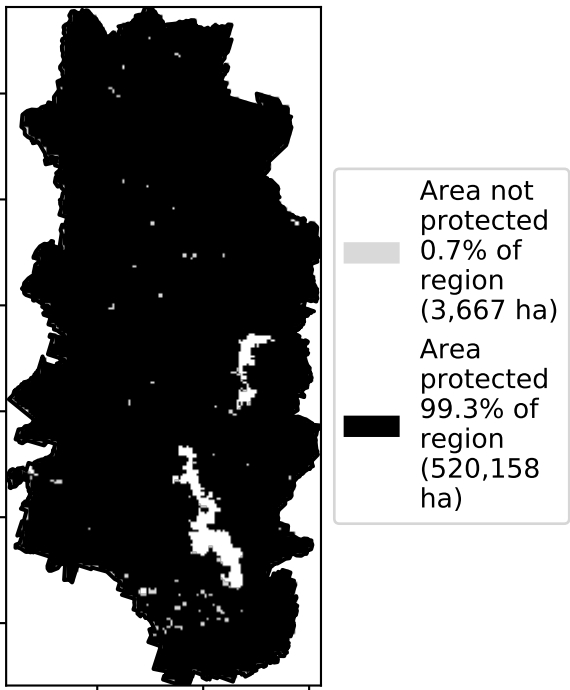 Area not
protected
0.7% of
region
(3,667 ha)
Area
protected
99.3% of
region
(520,158
ha)